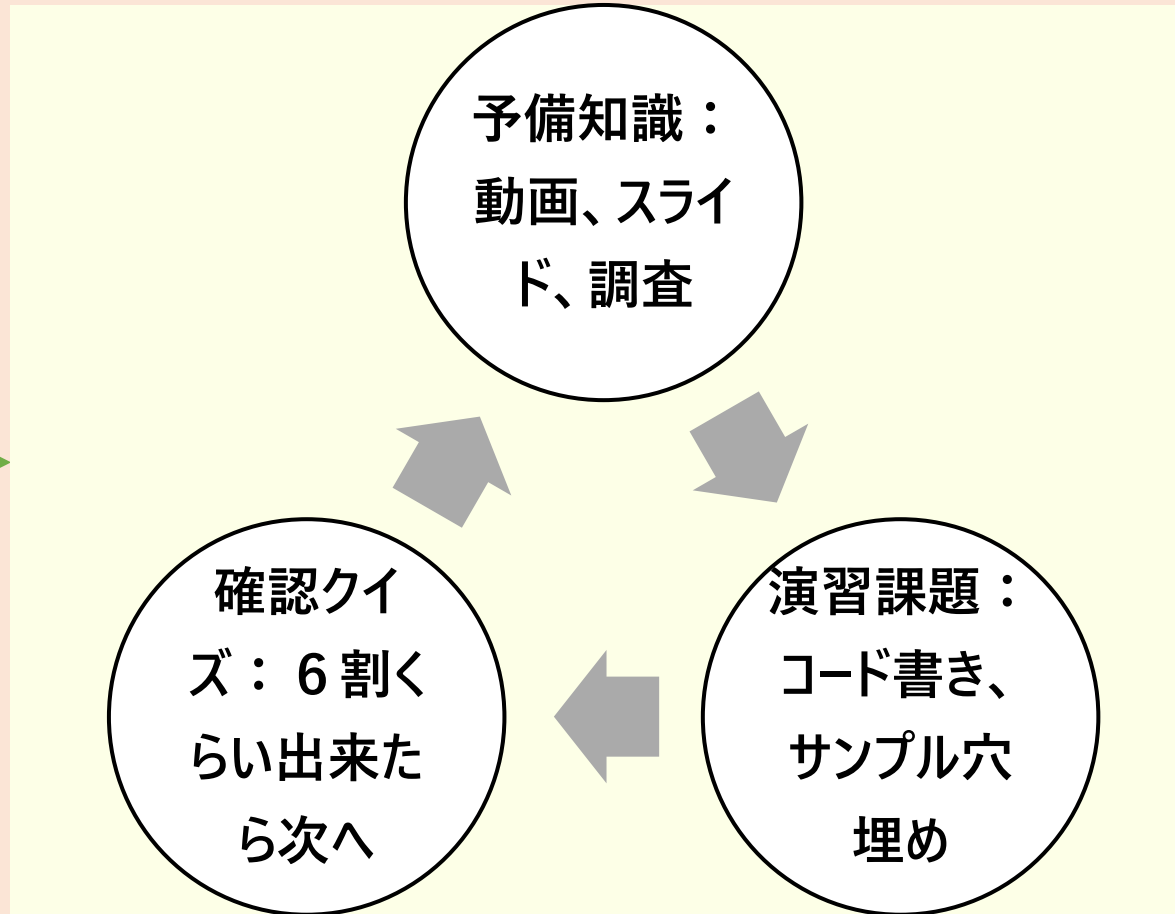 予備知識：
動画、スライ
ド、調査
演習課題：
コード書き、
サンプル穴
埋め
確認クイ
ズ：６割く
らい出来た
ら次へ